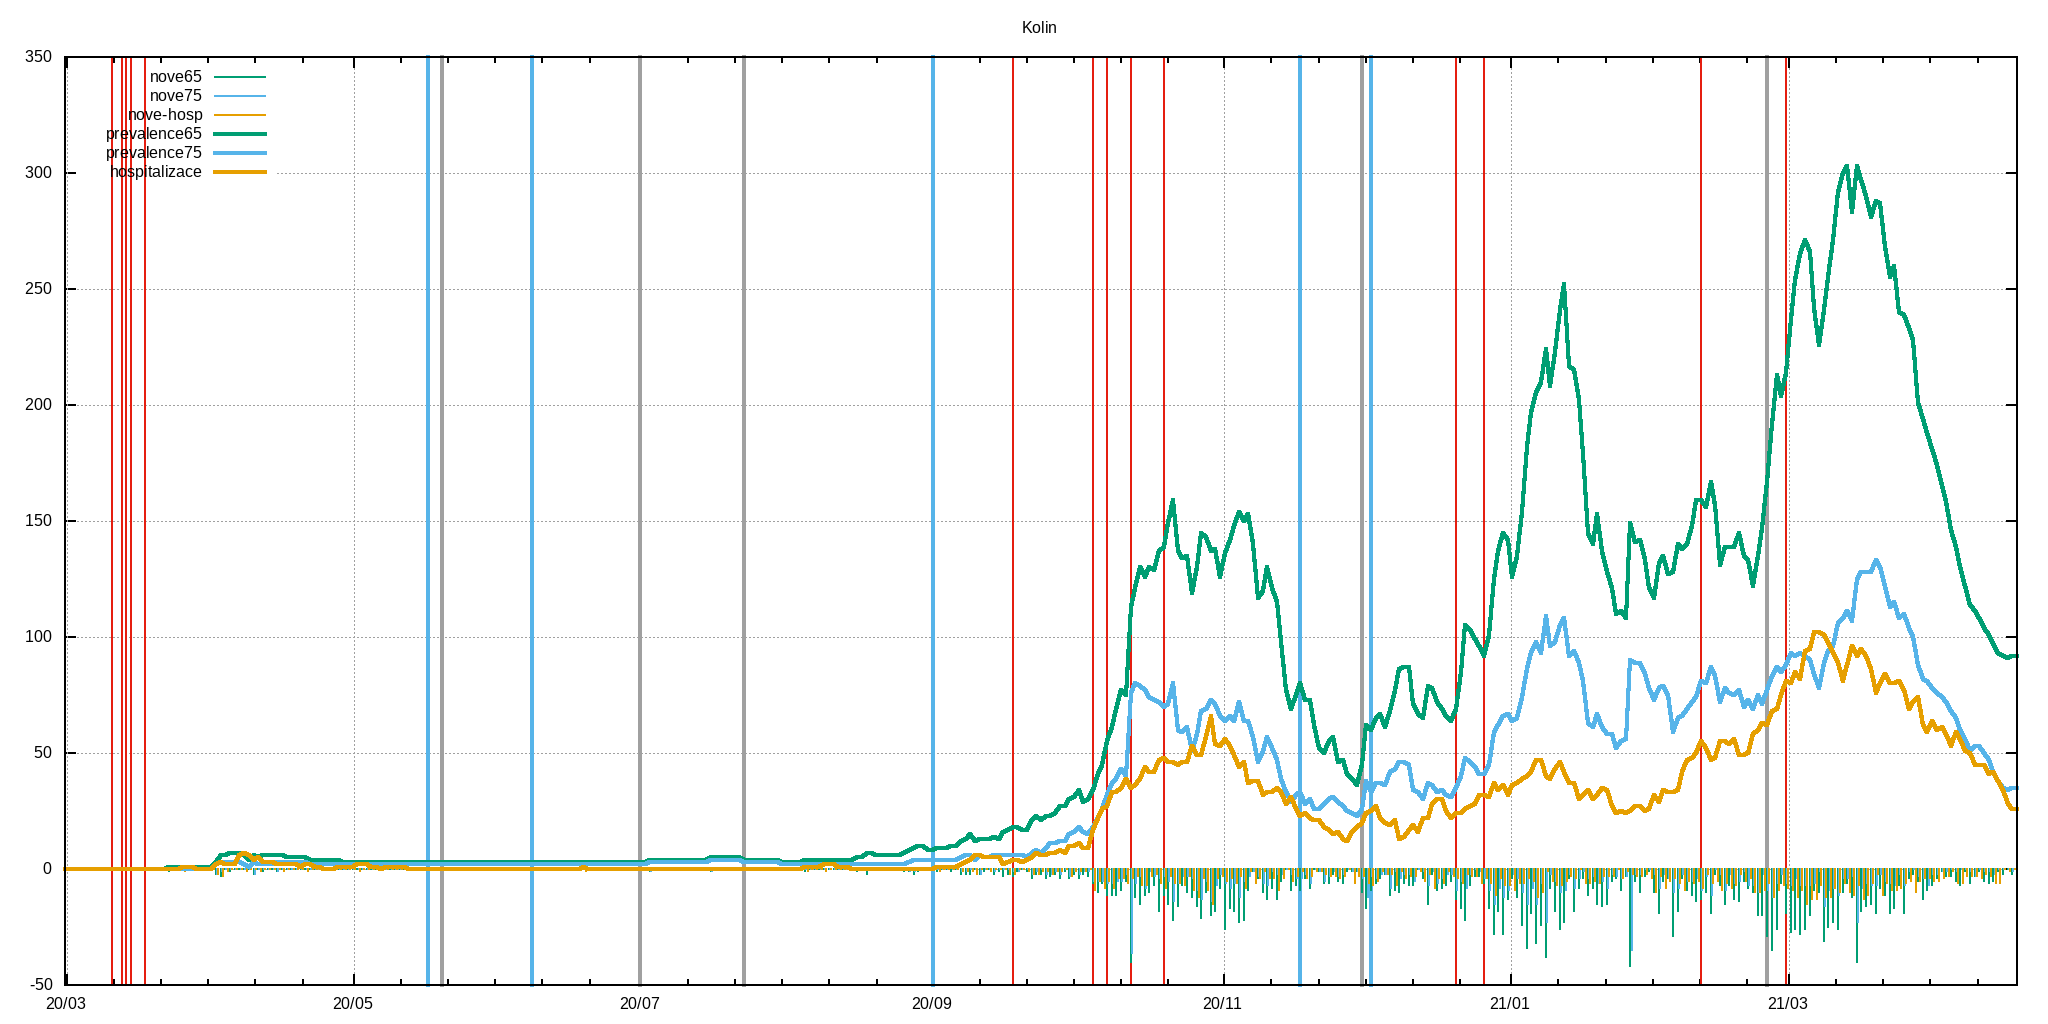 Kolin
350
nove65
nove75
nove-hosp
prevalence65
prevalence75
hospitalizace
300
250
200
150
100
50
0
-50
20/03 20/05 20/07 20/09 20/11 21/01 21/03